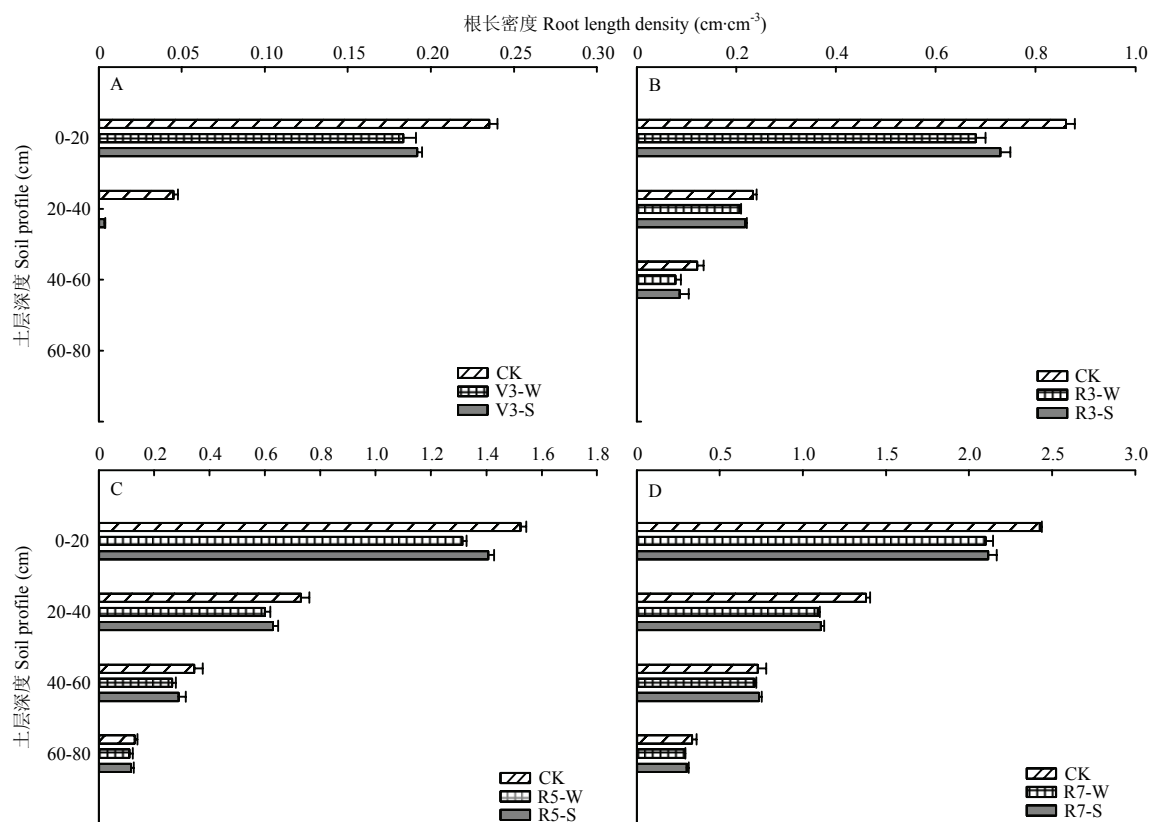 根长密度 Root length density (cm·cm⁻³)
0 0.05 0.10 0.15 0.20 0.25 0.30
0 0.2 0.4 0.6 0.8 1.0
A
B
土层深度 Soil profile (cm)
0-20
20-40
40-60
60-80
CK
V3-W
V3-S
CK
R3-W
R3-S
0 0.2 0.4 0.6 0.8 1.0 1.2 1.4 1.6 1.8
0 0.5 1.0 1.5 2.0 2.5 3.0
C
D
土层深度 Soil profile (cm)
0-20
20-40
40-60
60-80
CK
R5-W
R5-S
CK
R7-W
R7-S